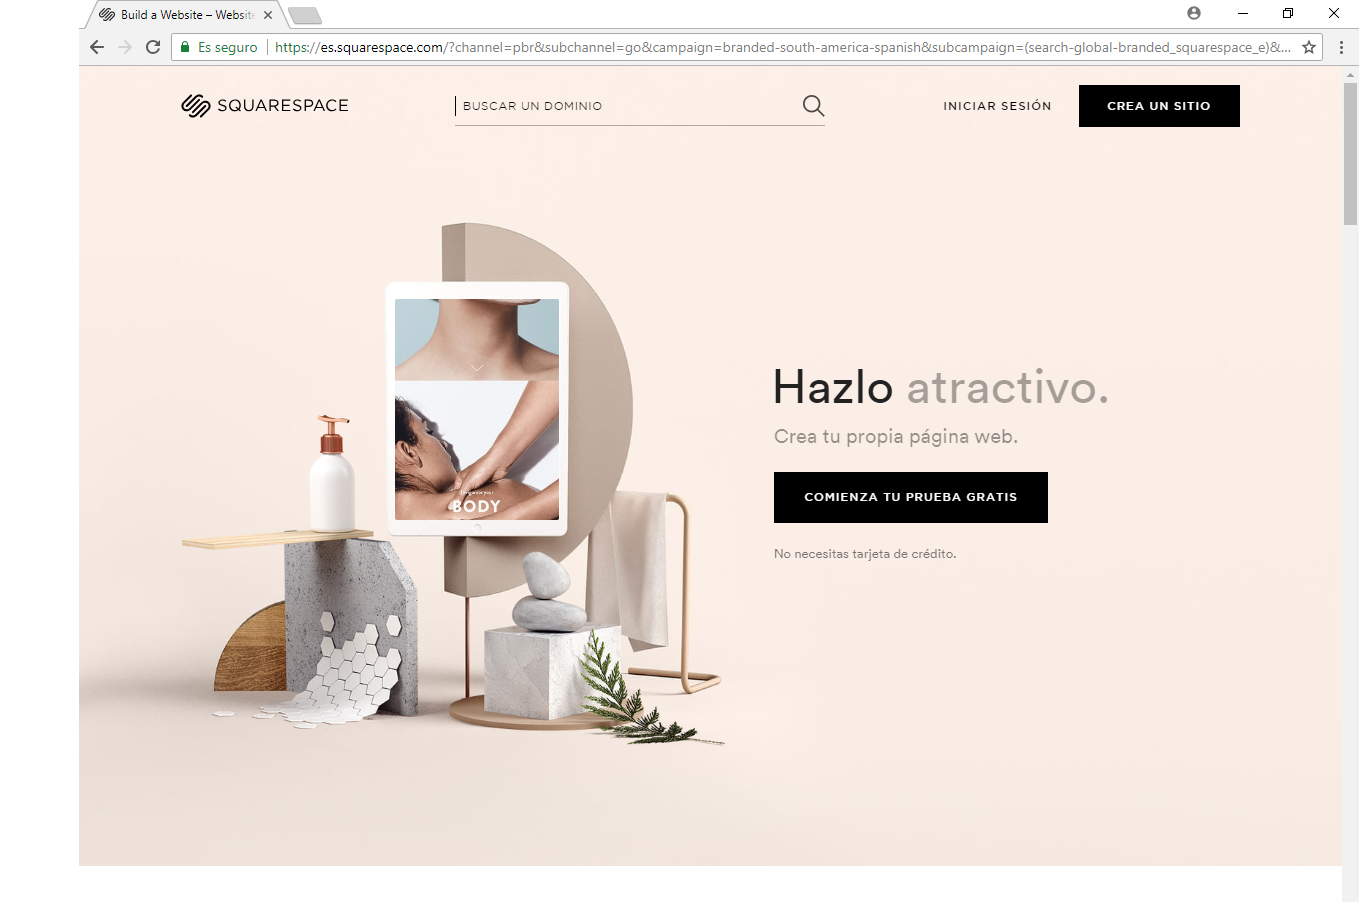 Build a Website – Website
Es seguro
https://es.squarespace.com/?channel=pbr&subchannel=go&campaign=branded-south-america-spanish&subcampaign=(search-global-branded_squarespace_e)&...
SQUARESPACE
BUSCAR UN DOMINIO
INICIAR SESIÓN
CREA UN SITIO
BODY
Hazlo atractivo.
Crea tu propia página web.
COMIENZA TU PRUEBA GRATIS
No necesitas tarjeta de crédito.